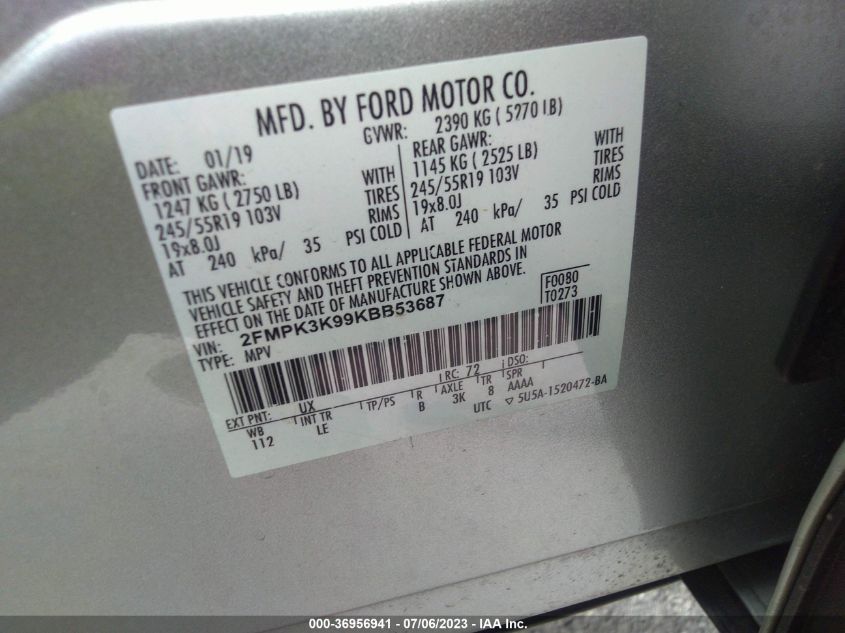 MFD. BY FORD MOTOR CO.
DATE: 01/19 GVWR: 2390 KG ( 5270 LB)
FRONT GAWR: REAR GAWR:
1247 KG ( 2750 LB) WITH 1145 KG ( 2525 LB) WITH
245/55R19 103V TIRES 245/55R19 103V TIRES
19x8.0J RIMS 19x8.0J RIMS
AT 240 kPa/ 35 PSI COLD AT 240 kPa/ 35 PSI COLD
THIS VEHICLE CONFORMS TO ALL APPLICABLE FEDERAL MOTOR
VEHICLE SAFETY AND THEFT PREVENTION STANDARDS IN
EFFECT ON THE DATE OF MANUFACTURE SHOWN ABOVE.
VIN: 2FMPK3K99KBB53687 F0080
TYPE: MPV T0273
EXT PNT: UX RC: 72 DSO:
WB INT TR TP/PS R AXLE TR SPR
112 LE B 3K 8 AAAA
UTC ▽ 5U5A-1520472-BA
000-36956941 - 07/06/2023 - © IAA Inc.